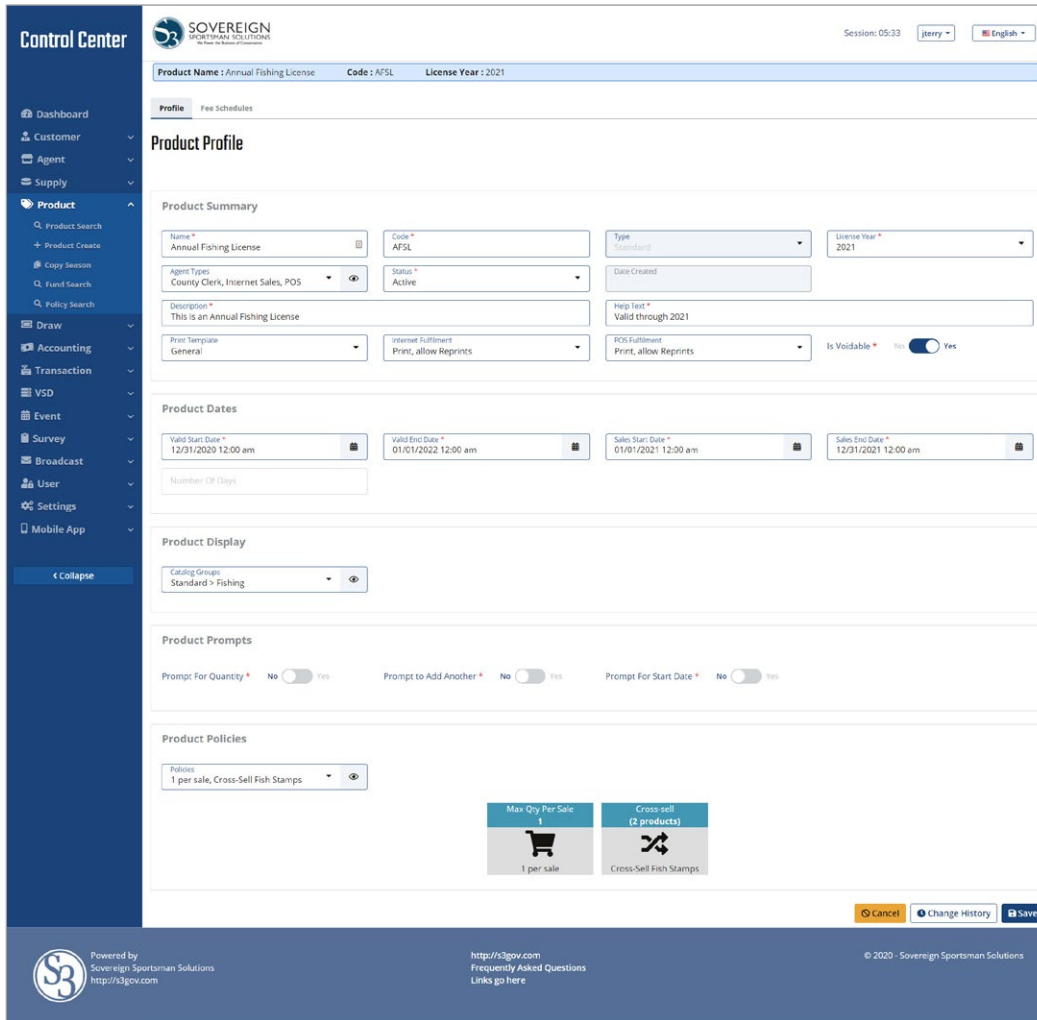 Control Center
S3 SOVEREIGN
SPORTSMAN SOLUTIONS
We Power the Business of Conservation
Session: 05:33
jterry
English
Product Name : Annual Fishing License Code : AFSL License Year : 2021
Dashboard
Customer
Agent
Supply
Product
Product Search
Product Create
Copy Season
Fund Search
Policy Search
Draw
Accounting
Transaction
VSD
Event
Survey
Broadcast
User
Settings
Mobile App
Collapse
Profile Fee Schedules
Product Profile
Product Summary
Name * Code * Type License Year *
Annual Fishing License AFSL Standard 2021
Agent Types Status * Date Created
County Clerk, Internet Sales, POS Active
Description * Help Text *
This is an Annual Fishing License Valid through 2021
Print Template Internet Fulfilment POS Fulfilment
General Print, allow Reprints Print, allow Reprints Is Voidable * No Yes
Product Dates
Valid Start Date * Valid End Date * Sales Start Date * Sales End Date *
12/31/2020 12:00 am 01/01/2022 12:00 am 01/01/2021 12:00 am 12/31/2021 12:00 am
Number Of Days
Product Display
Catalog Groups
Standard > Fishing
Product Prompts
Prompt For Quantity * No Yes Prompt to Add Another * No Yes Prompt For Start Date * No Yes
Product Policies
Policies
1 per sale, Cross-Sell Fish Stamps
Max Qty Per Sale
1
1 per sale
Cross-sell
(2 products)
Cross-Sell Fish Stamps
Cancel Change History Save
S3
Powered by
Sovereign Sportsman Solutions
http://s3gov.com
http://s3gov.com
Frequently Asked Questions
Links go here
© 2020 - Sovereign Sportsman Solutions